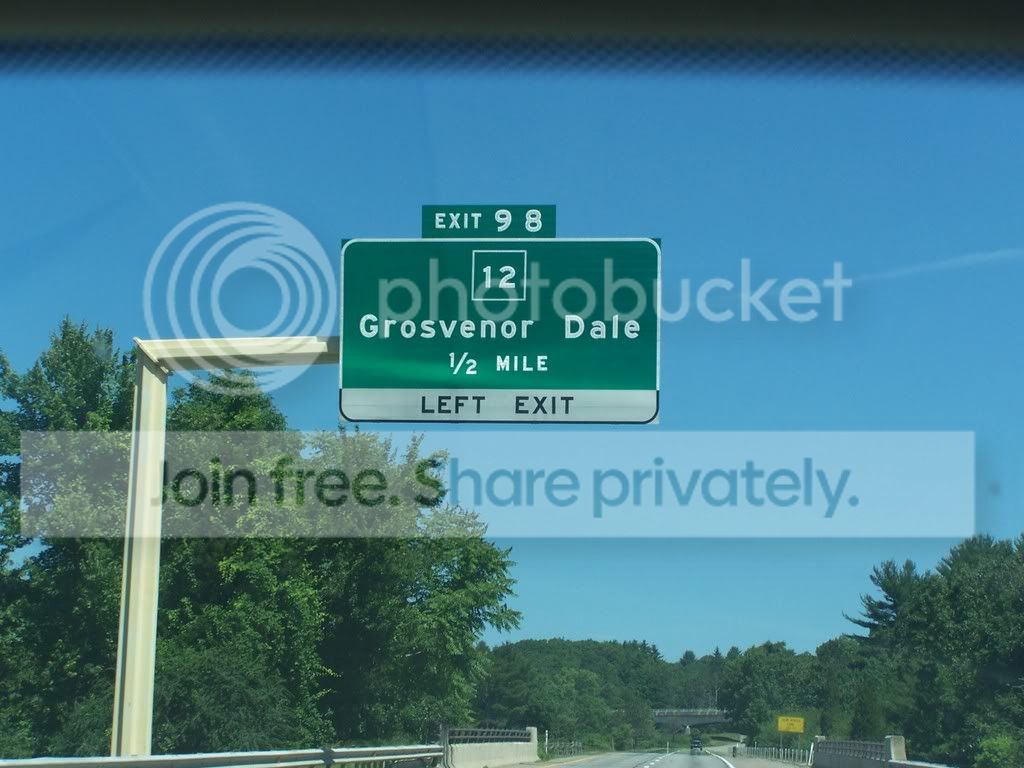 EXIT 98
12
photobucket
Grosvenor Dale
1/2 MILE
LEFT EXIT
Join free. Share privately.